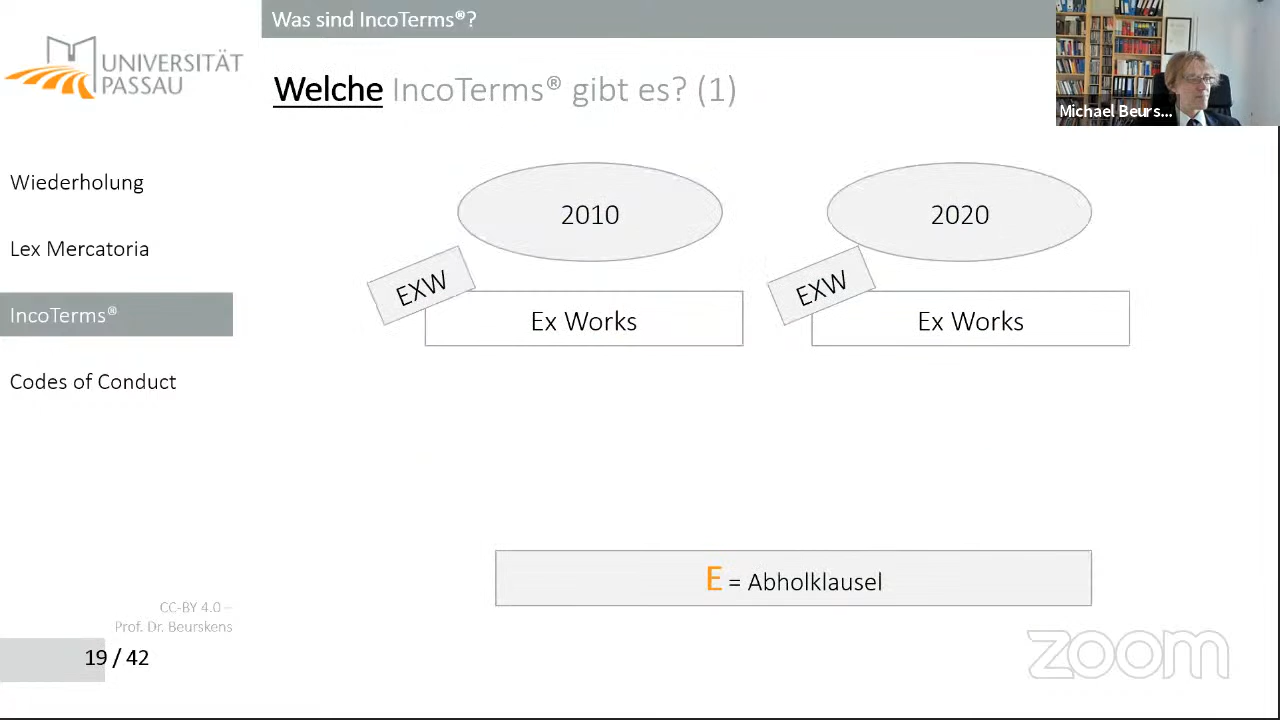 Was sind IncoTerms®?
UNIVERSITÄT
PASSAU
Welche IncoTerms® gibt es? (1)
Michael Beurs...
Wiederholung
Lex Mercatoria
IncoTerms®
Codes of Conduct
2010
2020
EXW
Ex Works
EXW
Ex Works
E = Abholklausel
CC-BY 4.0 –
Prof. Dr. Beurskens
19 / 42
zoom